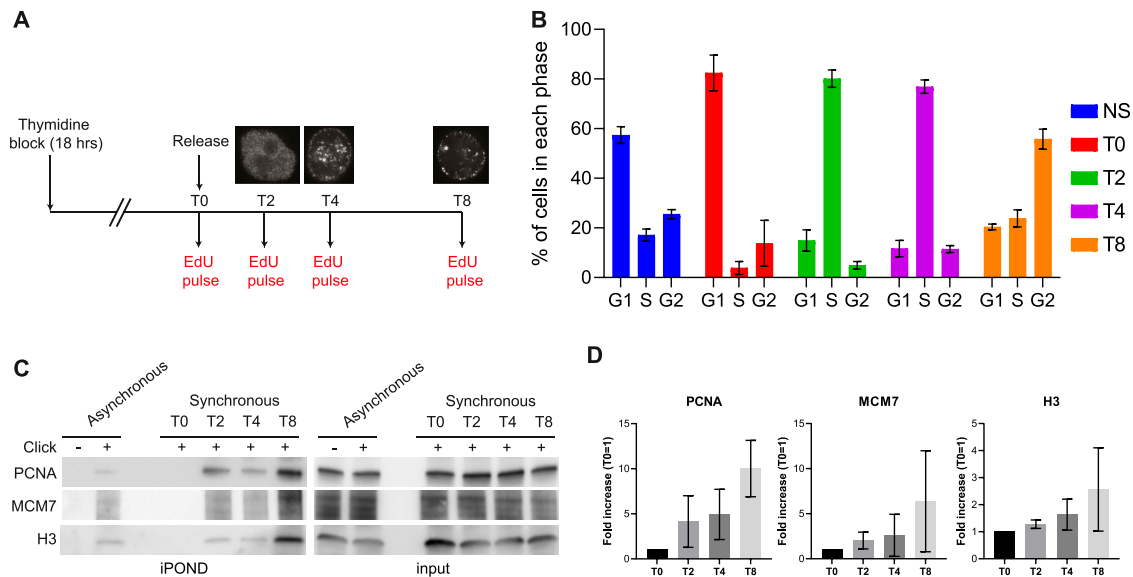 A
Thymidine
block (18 hrs)
Release
T0
T2
T4
T8
EdU
pulse
EdU
pulse
EdU
pulse
EdU
pulse
B
% of cells in each phase
100
80
60
40
20
0
G1 S G2
G1 S G2
G1 S G2
G1 S G2
G1 S G2
NS
T0
T2
T4
T8
C
Asynchronous
Synchronous
T0 T2 T4 T8
Asynchronous
Synchronous
T0 T2 T4 T8
Click - + + + + + - + + + + +
PCNA
MCM7
H3
iPOND
input
D
PCNA
Fold increase (T0=1)
15
10
5
0
T0 T2 T4 T8
MCM7
Fold increase (T0=1)
15
10
5
0
T0 T2 T4 T8
H3
Fold increase (T0=1)
5
4
3
2
1
0
T0 T2 T4 T8